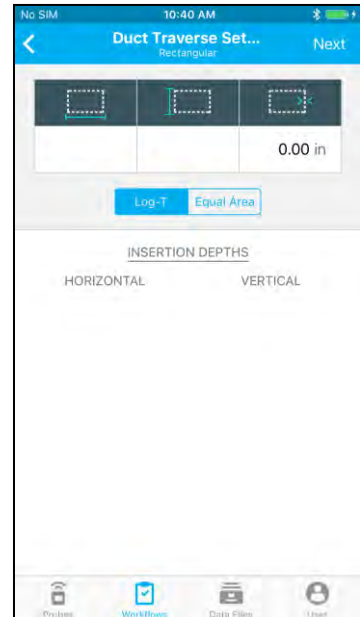 No SIM 10:40 AM
Duct Traverse Set...
Rectangular
Next
0.00 in
Log-T Equal Area
INSERTION DEPTHS
HORIZONTAL VERTICAL
Probes Workflows Data Files User